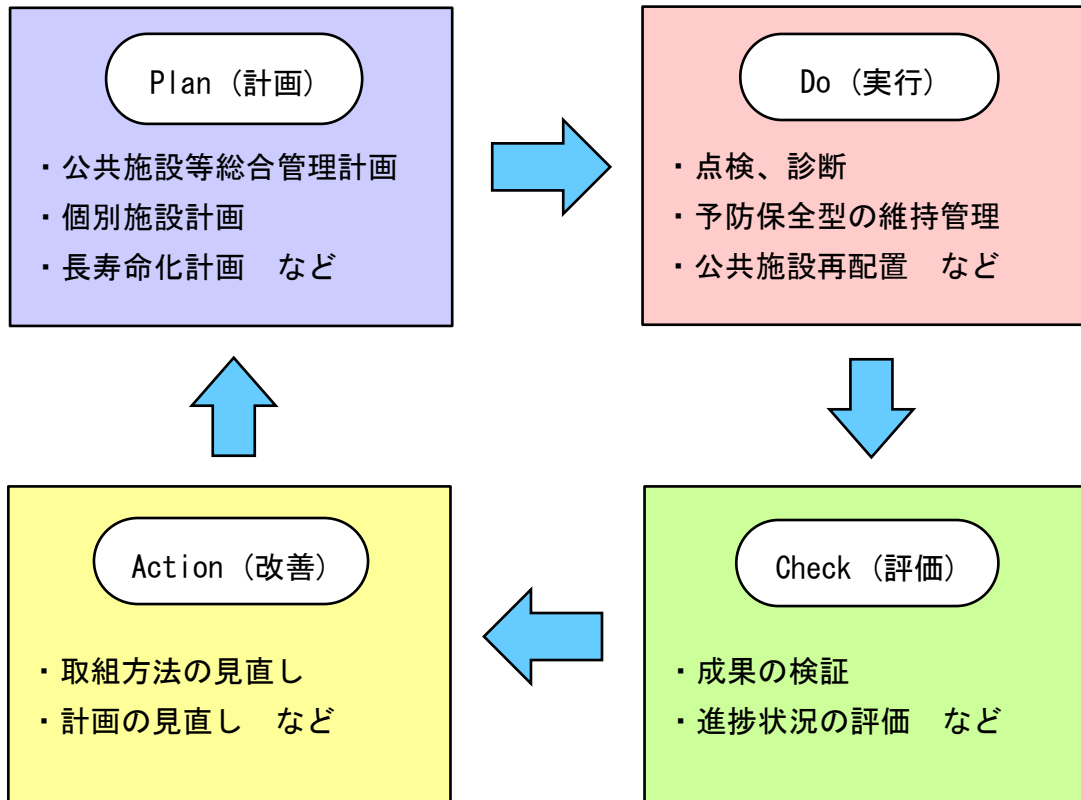 Plan（計画）
・公共施設等総合管理計画
・個別施設計画
・長寿命化計画　など
Do（実行）
・点検、診断
・予防保全型の維持管理
・公共施設再配置　など
Action（改善）
・取組方法の見直し
・計画の見直し　など
Check（評価）
・成果の検証
・進捗状況の評価　など